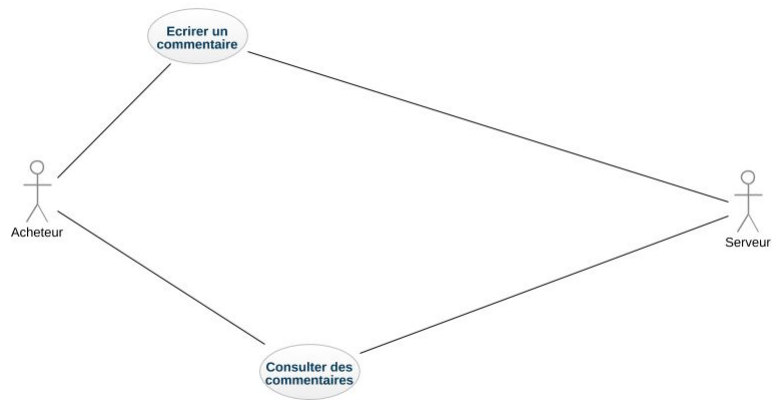 Ecrirer un
commentaire
Acheteur
Serveur
Consulter des
commentaires